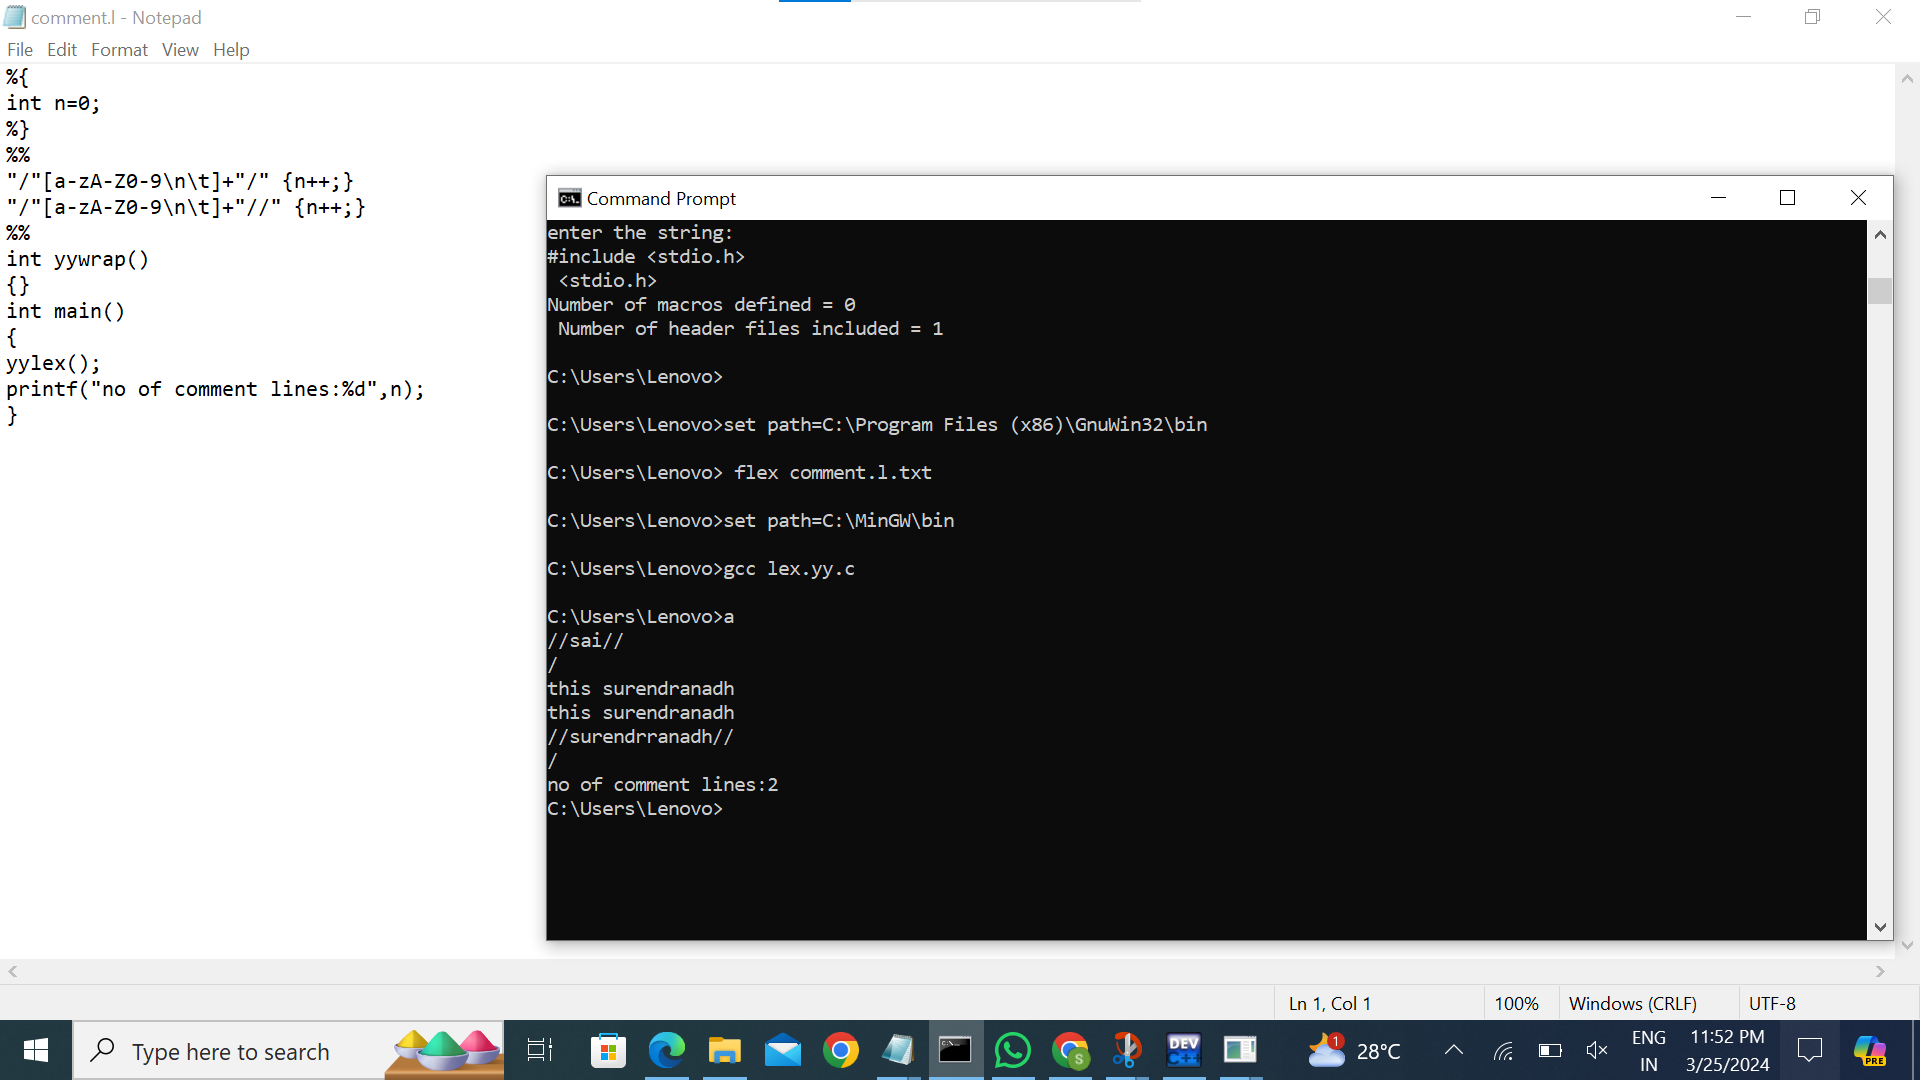 comment.l - Notepad
File Edit Format View Help
%{
int n=0;
%}
%%
"/"[a-zA-Z0-9\n\t]+"/" {n++;}
"/"[a-zA-Z0-9\n\t]+"//" {n++;}
%%
int yywrap()
{}
int main()
{
yylex();
printf("no of comment lines:%d",n);
}
C:\. Command Prompt
enter the string:
#include <stdio.h>
 <stdio.h>
Number of macros defined = 0
 Number of header files included = 1
C:\Users\Lenovo>
C:\Users\Lenovo>set path=C:\Program Files (x86)\GnuWin32\bin
C:\Users\Lenovo> flex comment.l.txt
C:\Users\Lenovo>set path=C:\MinGW\bin
C:\Users\Lenovo>gcc lex.yy.c
C:\Users\Lenovo>a
//sai//
/
this surendranadh
this surendranadh
//surendrranadh//
/
no of comment lines:2
C:\Users\Lenovo>
Ln 1, Col 1
100%
Windows (CRLF)
UTF-8
Type here to search
S
DEV C++
1
28°C
ENG
IN
11:52 PM
3/25/2024
PRE